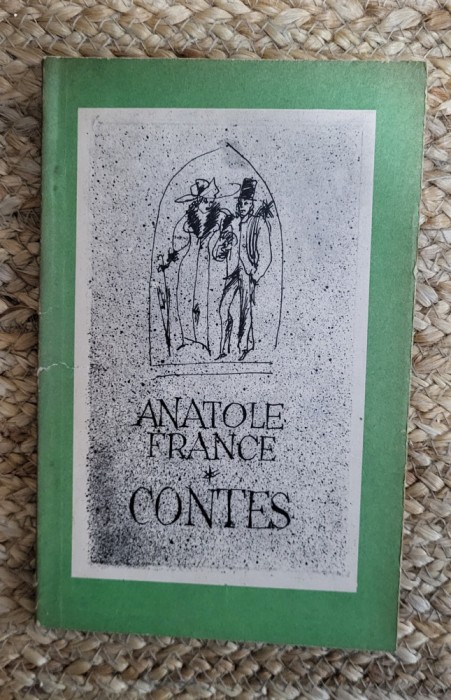 ANATOLE
FRANCE
*
CONTES